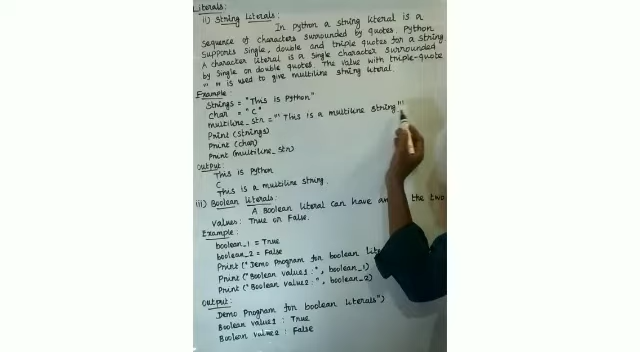 Literals:
ii) String literals:
In python a string literal is a
sequence of characters surrounded by quotes. Python
supports single, double and triple quotes for a string.
A character literal is a single character surrounded
by single or double quotes. The value with triple-quote
"' "' is used to give multiline string literal.
Example:
Strings = "This is Python"
char = "C"
multiline_str = "' This is a multiline string"'
Print (strings)
Print (char)
Print (multiline_str)
Output:
This is Python
C
This is a multiline string.
iii) Boolean literals:
A Boolean literal can have an the two
values: True or False.
Example:
boolean_1 = True
boolean_2 = False
Print ("Demo Program for boolean lite
Print ("Boolean value1 :", boolean_1)
Print ("Boolean value2 :", boolean_2)
Output:
Demo Program for boolean literals")
Boolean value1 : True
Boolean value2 : False